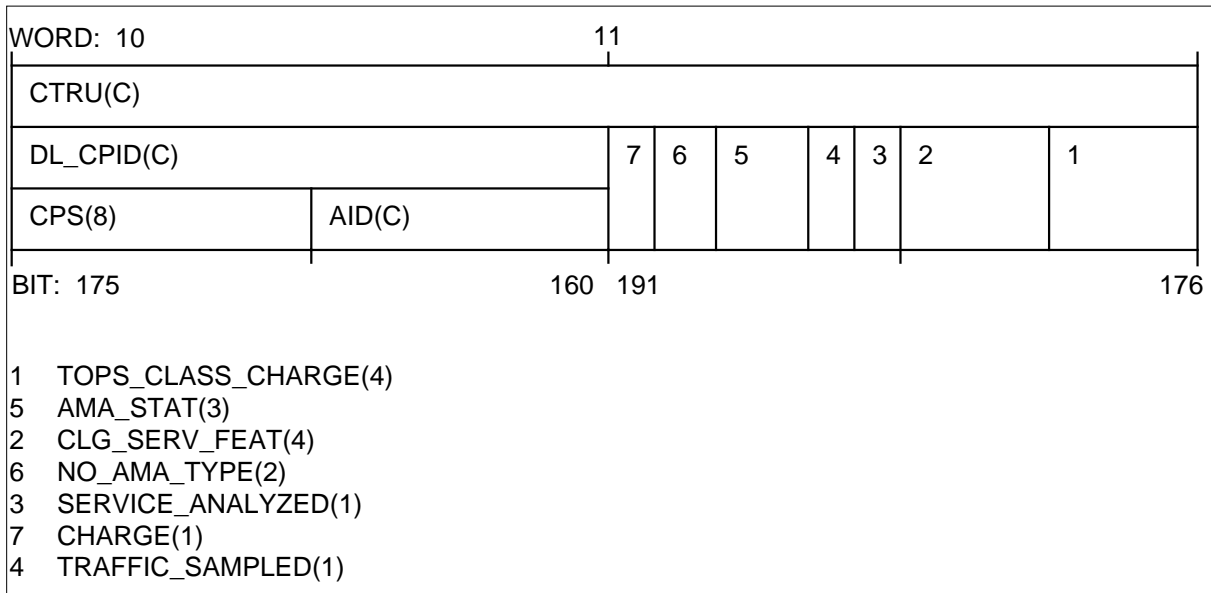 WORD: 10 11
CTRU(C)
DL_CPID(C) 7 6 5 4 3 2 1
CPS(8) AID(C)
BIT: 175 160 191 176
1 TOPS_CLASS_CHARGE(4)
5 AMA_STAT(3)
2 CLG_SERV_FEAT(4)
6 NO_AMA_TYPE(2)
3 SERVICE_ANALYZED(1)
7 CHARGE(1)
4 TRAFFIC_SAMPLED(1)